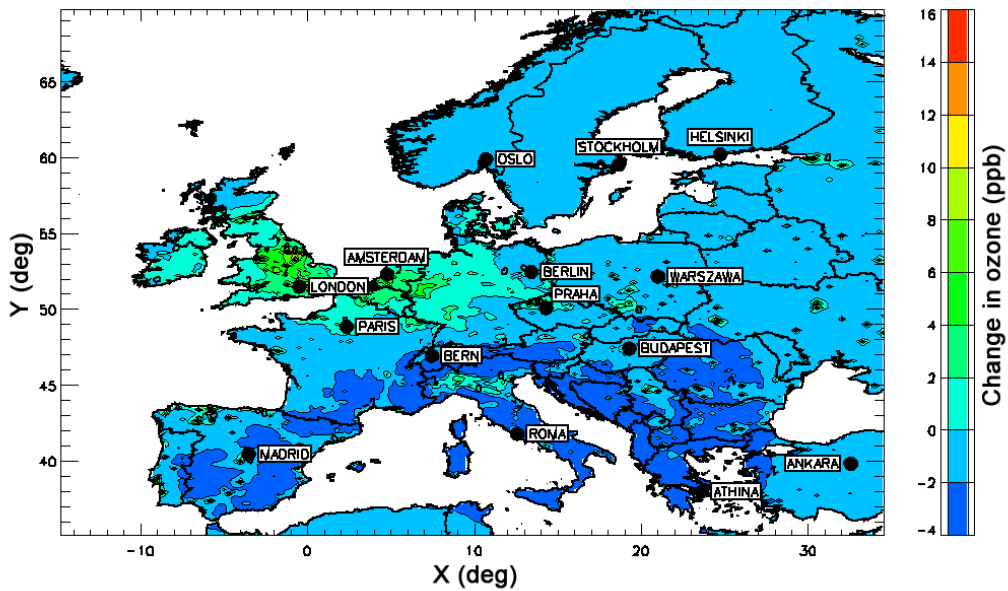 16
14
12
10
8
6
4
2
0
-2
-4
Change in ozone (ppb)
65
60
55
50
45
40
Y (deg)
HELSINKI
STOCKHOLM
OSLO
AMSTERDAM
BERLIN
WARSZAWA
LONDON
PRAHA
PARIS
BUDAPEST
BERN
ROMA
MADRID
ANKARA
ATHINA
-10
0
10
20
30
X (deg)